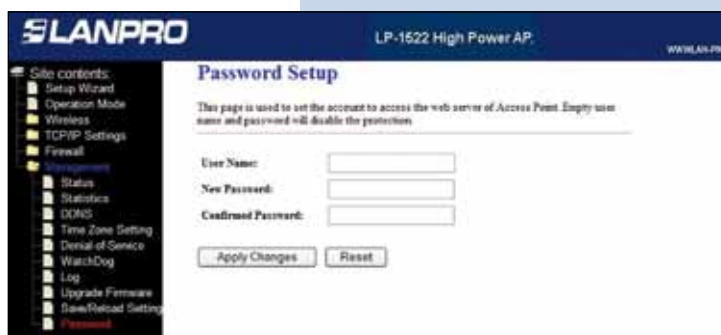 LANPRO
LP-1522 High Power AP.
Site contents:
Setup Wizard
Operation Mode
Wireless
TCP/IP Settings
Firewall
Management
Status
Statistics
DDNS
Time Zone Setting
Denial-of-Service
WatchDog
Log
Upgrade Firmware
Save/Reload Setting
Password
Password Setup
This page is used to set the account to access the web server of Access Point. Empty user
name and password will disable the protection.
User Name:
New Password:
Confirmed Password:
Apply Changes
Reset